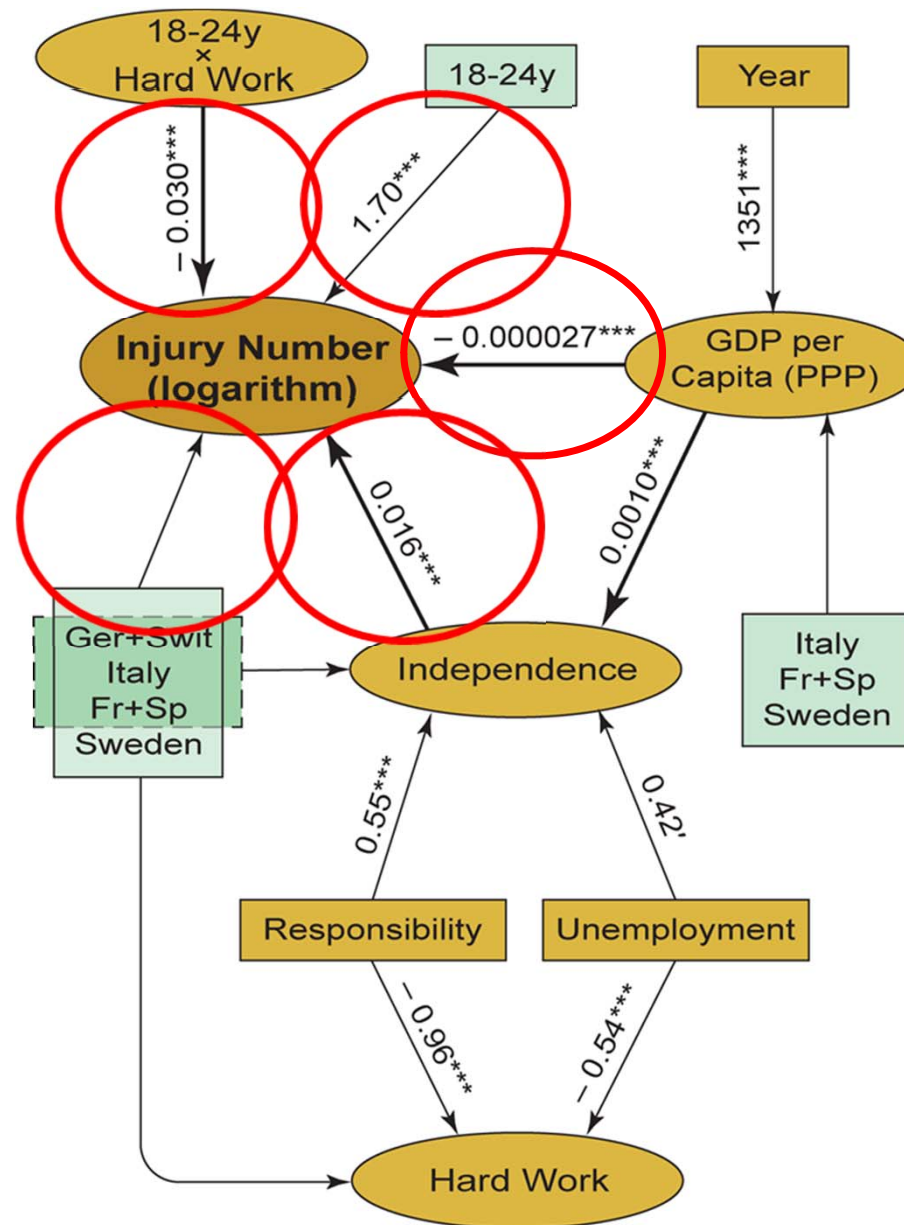 18-24y
×
Hard Work
18-24y
Year
– 0.030***
1.70***
1351***
Injury Number
(logarithm)
– 0.000027***
GDP per
Capita (PPP)
0.016***
0.0010***
Ger+Swit
Italy
Fr+Sp
Sweden
Independence
Italy
Fr+Sp
Sweden
0.55***
0.42'
Responsibility
Unemployment
– 0.96***
– 0.54***
Hard Work